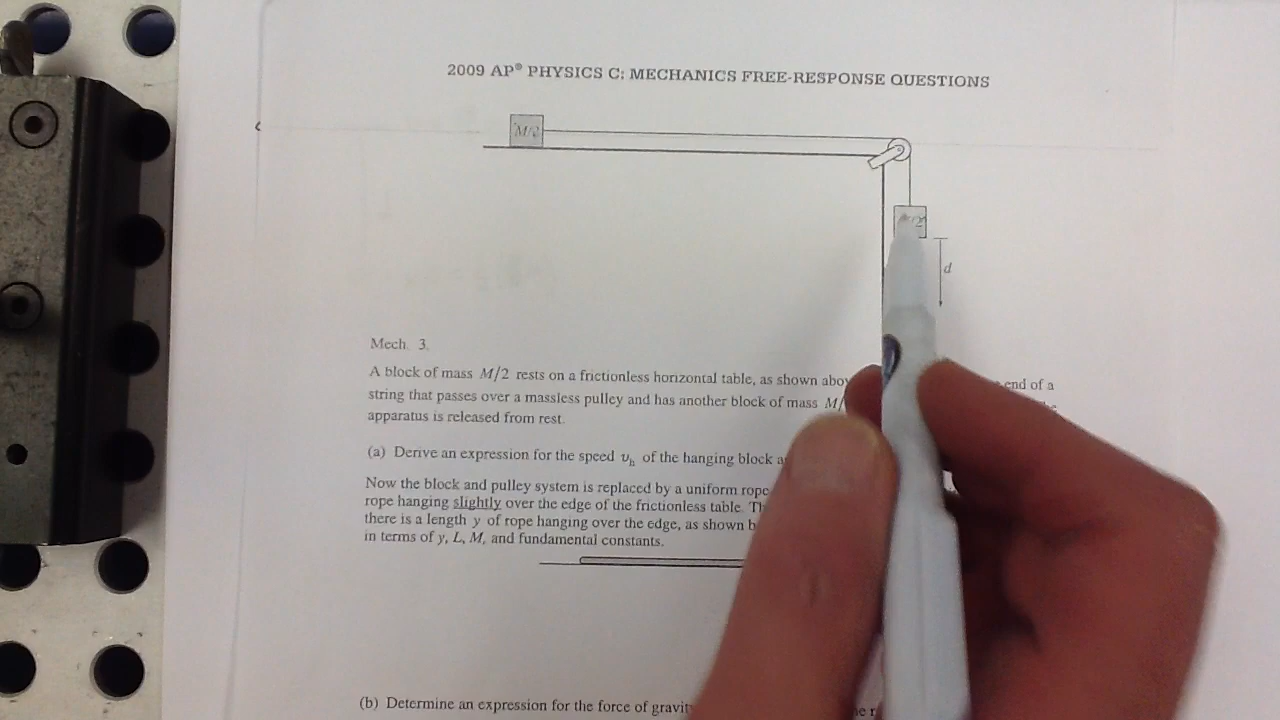 2009 AP® PHYSICS C: MECHANICS FREE-RESPONSE QUESTIONS
M/2
d
Mech. 3.
A block of mass M/2 rests on a frictionless horizontal table, as shown end of a
string that passes over a massless pulley and has another block of mass
apparatus is released from rest.
(a) Derive an expression for the speed υh of the hanging block
Now the block and pulley system is replaced by a uniform rope
rope hanging slightly over the edge of the frictionless table.
there is a length y of rope hanging over the edge, as shown
in terms of y, L, M, and fundamental constants.
(b) Determine an expression for the force of